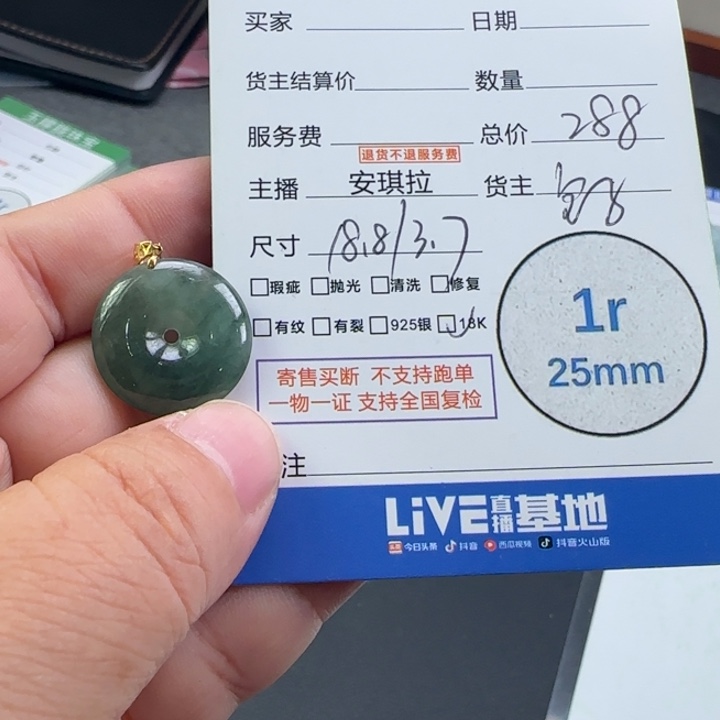 买家 日期
货主结算价 数量
服务费 总价 288
退货不退服务费
主播 安琪拉 货主
尺寸 18.8/3.7
瑕疵 抛光 清洗 修复
有纹 有裂 925银 18K
1r
25mm
寄售买断 不支持跑单
一物一证 支持全国复检
注
LiVE直播基地
头条 今日头条 抖音 西瓜视频 抖音火山版